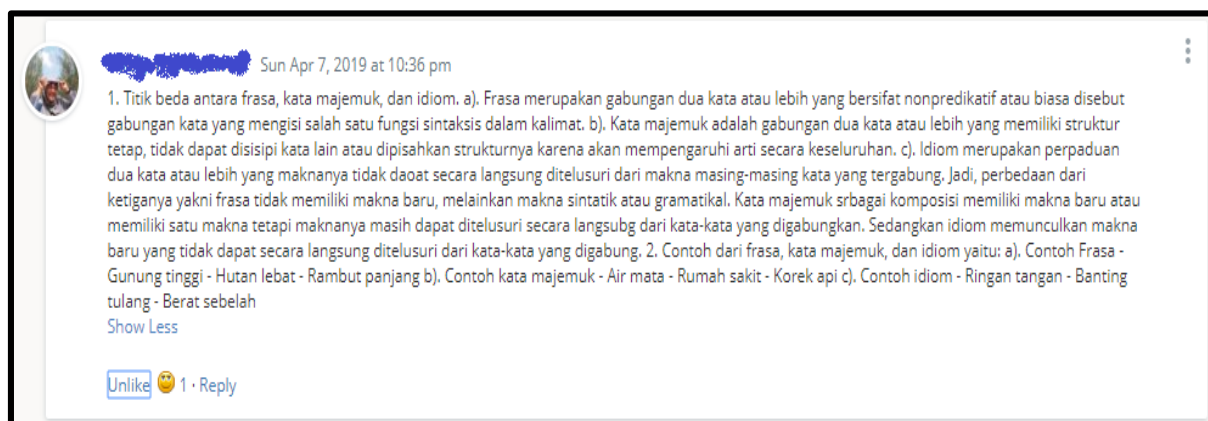 Sun Apr 7, 2019 at 10:36 pm
1. Titik beda antara frasa, kata majemuk, dan idiom. a). Frasa merupakan gabungan dua kata atau lebih yang bersifat nonpredikatif atau biasa disebut
gabungan kata yang mengisi salah satu fungsi sintaksis dalam kalimat. b). Kata majemuk adalah gabungan dua kata atau lebih yang memiliki struktur
tetap, tidak dapat disisipi kata lain atau dipisahkan strukturnya karena akan mempengaruhi arti secara keseluruhan. c). Idiom merupakan perpaduan
dua kata atau lebih yang maknanya tidak daoat secara langsung ditelusuri dari makna masing-masing kata yang tergabung. Jadi, perbedaan dari
ketiganya yakni frasa tidak memiliki makna baru, melainkan makna sintatik atau gramatikal. Kata majemuk srbagai komposisi memiliki makna baru atau
memiliki satu makna tetapi maknanya masih dapat ditelusuri secara langsubg dari kata-kata yang digabungkan. Sedangkan idiom memunculkan makna
baru yang tidak dapat secara langsung ditelusuri dari kata-kata yang digabung. 2. Contoh dari frasa, kata majemuk, dan idiom yaitu: a). Contoh Frasa -
Gunung tinggi - Hutan lebat - Rambut panjang b). Contoh kata majemuk - Air mata - Rumah sakit - Korek api c). Contoh idiom - Ringan tangan - Banting
tulang - Berat sebelah
Show Less
Unlike 1 · Reply